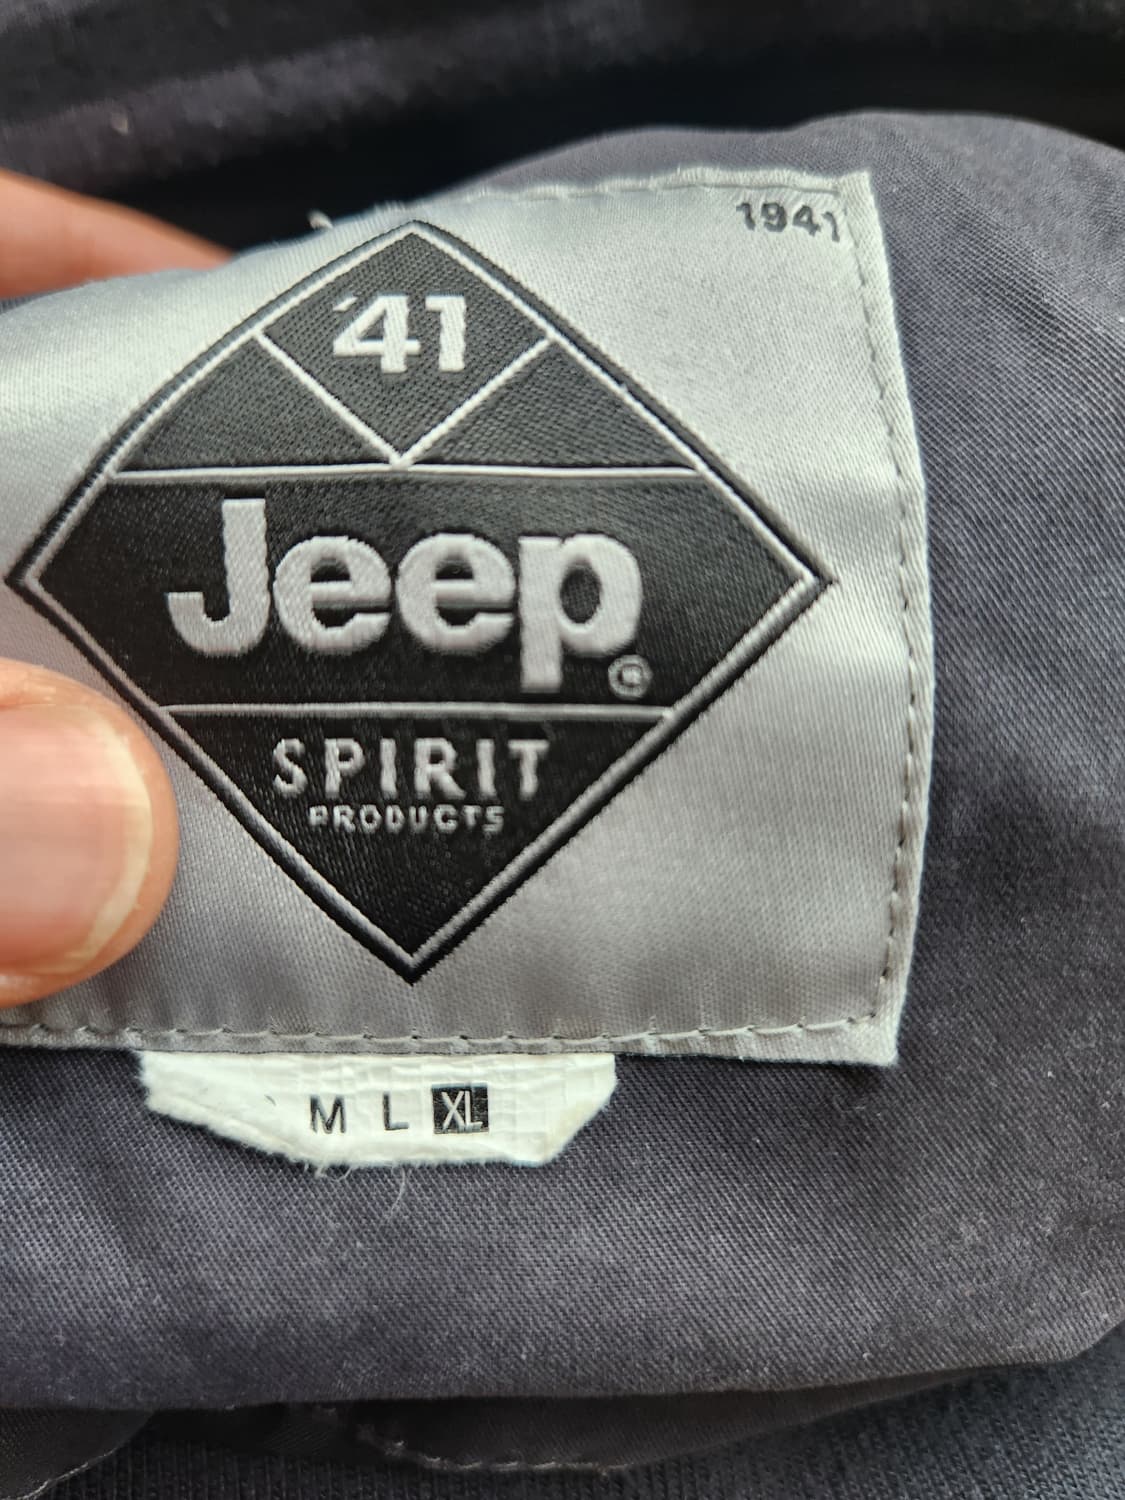 1941
'41
Jeep®
SPIRIT
PRODUCTS
M L XL